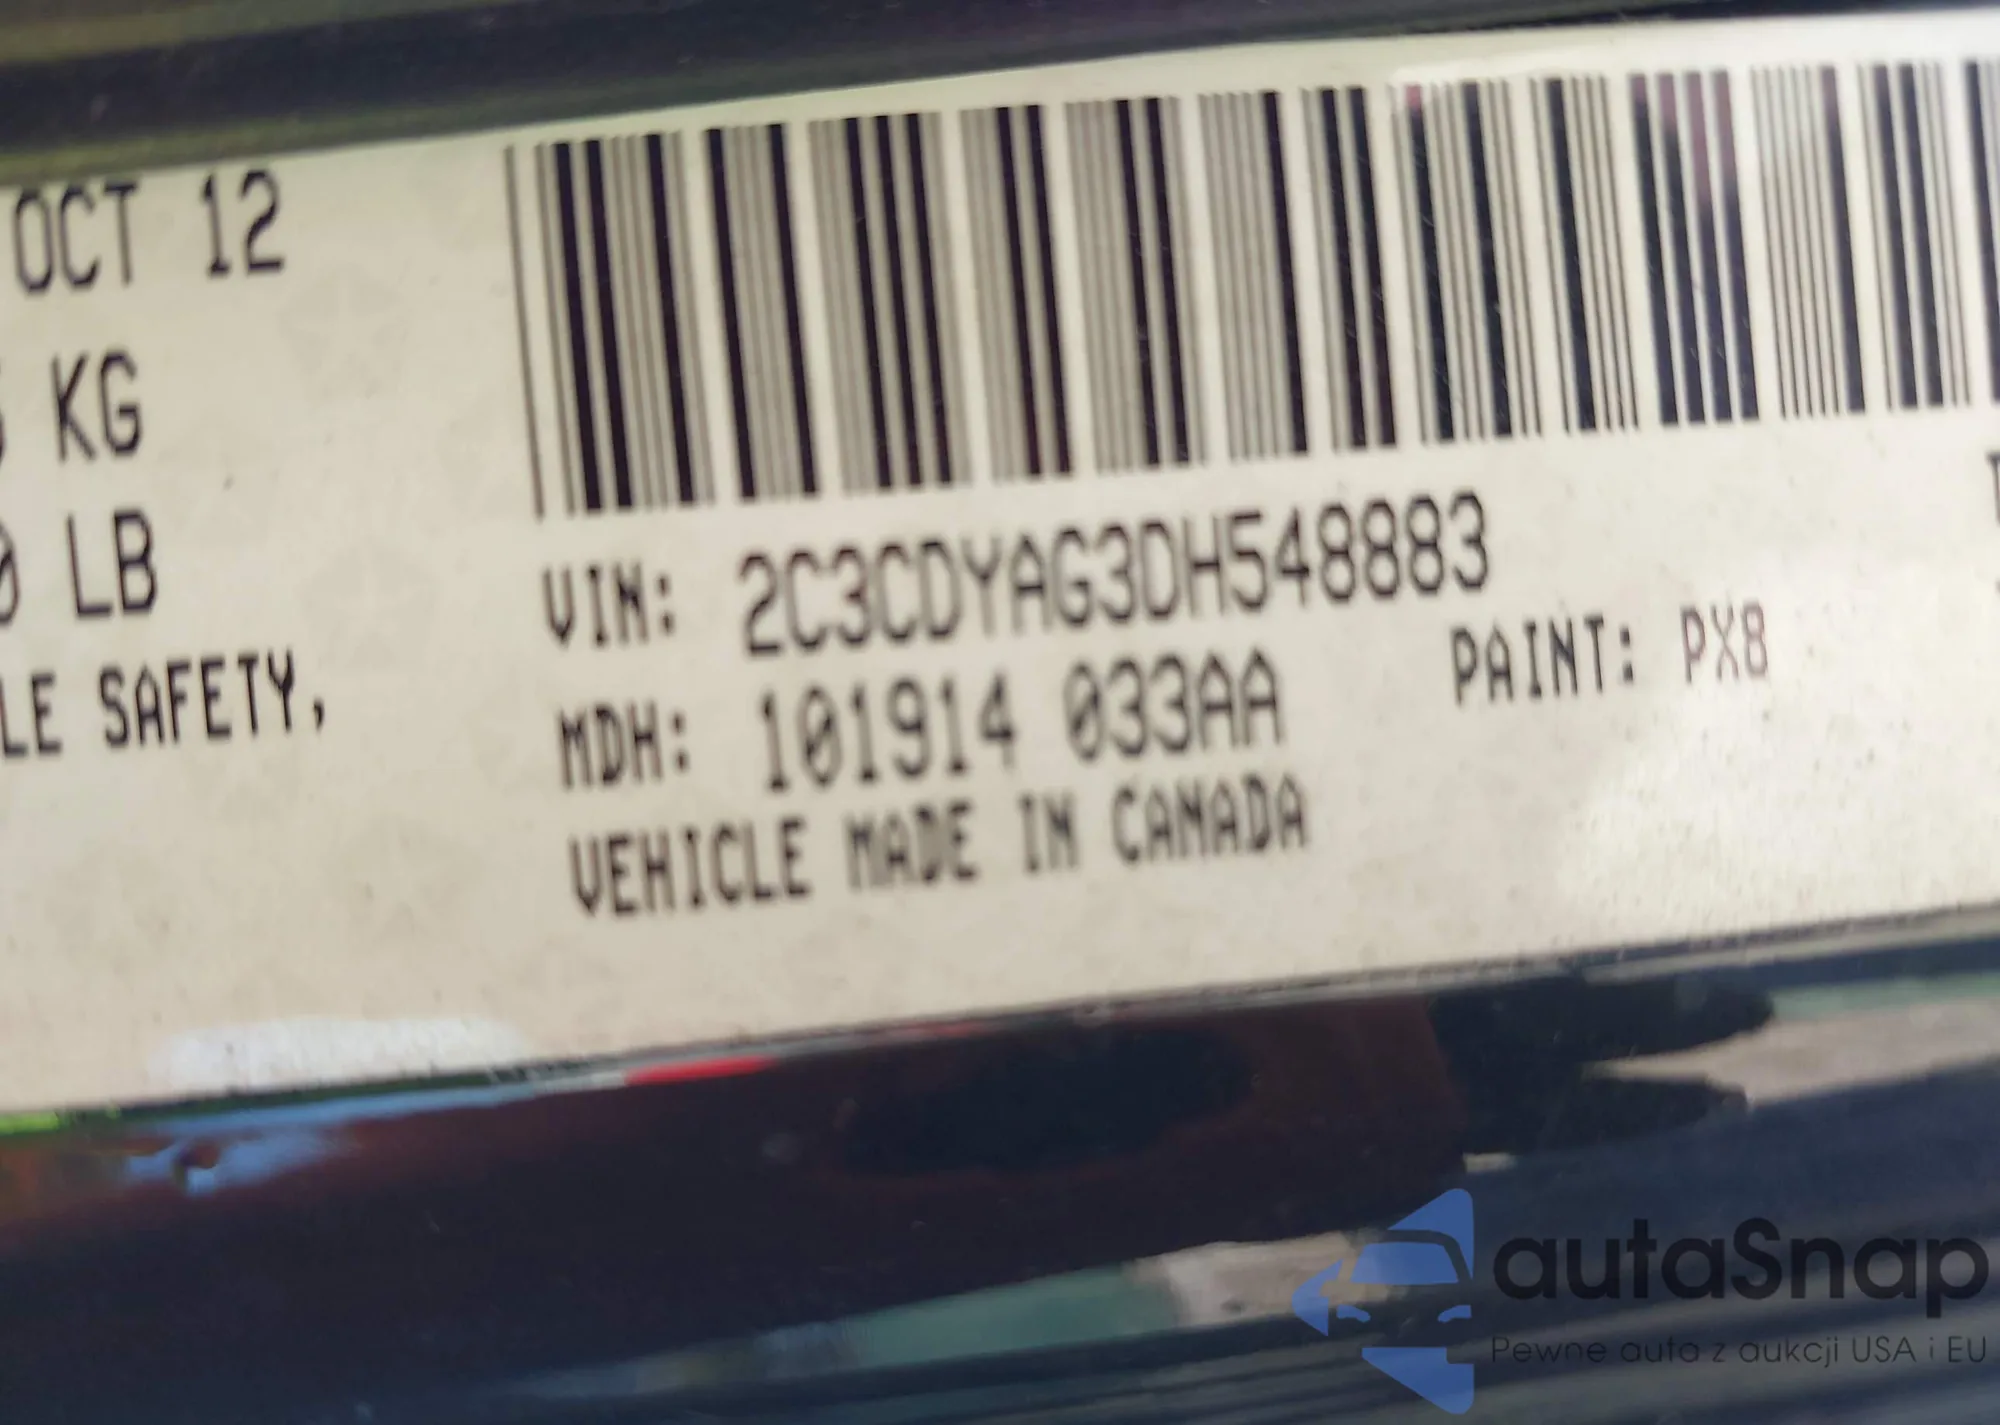 OCT 12
KG
LB
LE SAFETY,
VIN: 2C3CDYAG3DH548883
MDH: 101914 033AA
PAINT: PX8
VEHICLE MADE IN CANADA
autaSnap
Pewne auta z aukcji USA i EU